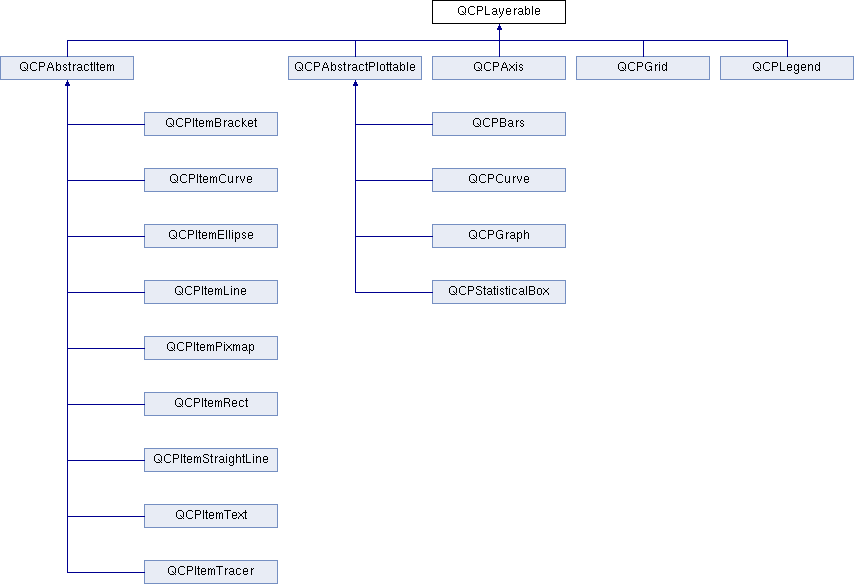 QCPLayerable
QCPAbstractItem
QCPAbstractPlottable
QCPAxis
QCPGrid
QCPLegend
QCPItemBracket
QCPBars
QCPItemCurve
QCPCurve
QCPItemEllipse
QCPGraph
QCPItemLine
QCPStatisticalBox
QCPItemPixmap
QCPItemRect
QCPItemStraightLine
QCPItemText
QCPItemTracer